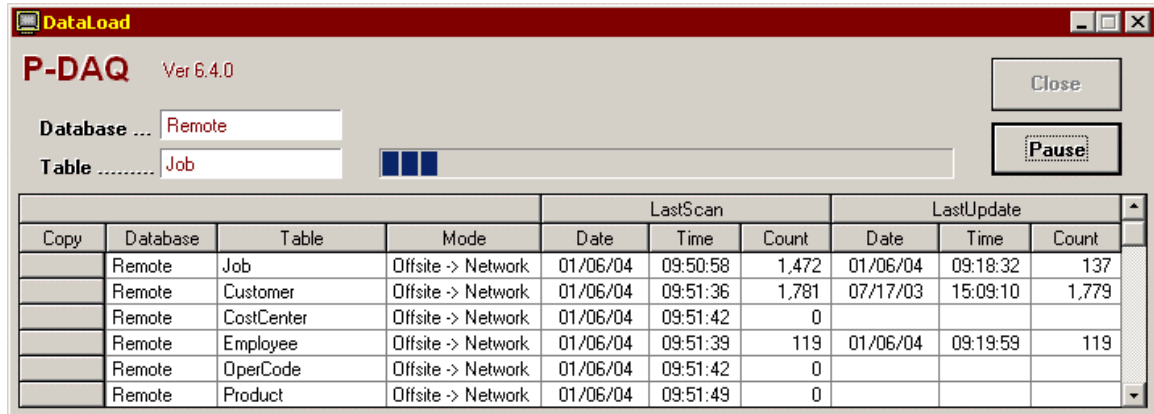 DataLoad
P-DAQ Ver 6.4.0
Close
Database ... Remote
Pause
Table ......... Job
LastScan LastUpdate
Copy Database Table Mode Date Time Count Date Time Count
Remote Job Offsite -> Network 01/06/04 09:50:58 1,472 01/06/04 09:18:32 137
Remote Customer Offsite -> Network 01/06/04 09:51:36 1,781 07/17/03 15:09:10 1,779
Remote CostCenter Offsite -> Network 01/06/04 09:51:42 0
Remote Employee Offsite -> Network 01/06/04 09:51:39 119 01/06/04 09:19:59 119
Remote OperCode Offsite -> Network 01/06/04 09:51:42 0
Remote Product Offsite -> Network 01/06/04 09:51:49 0